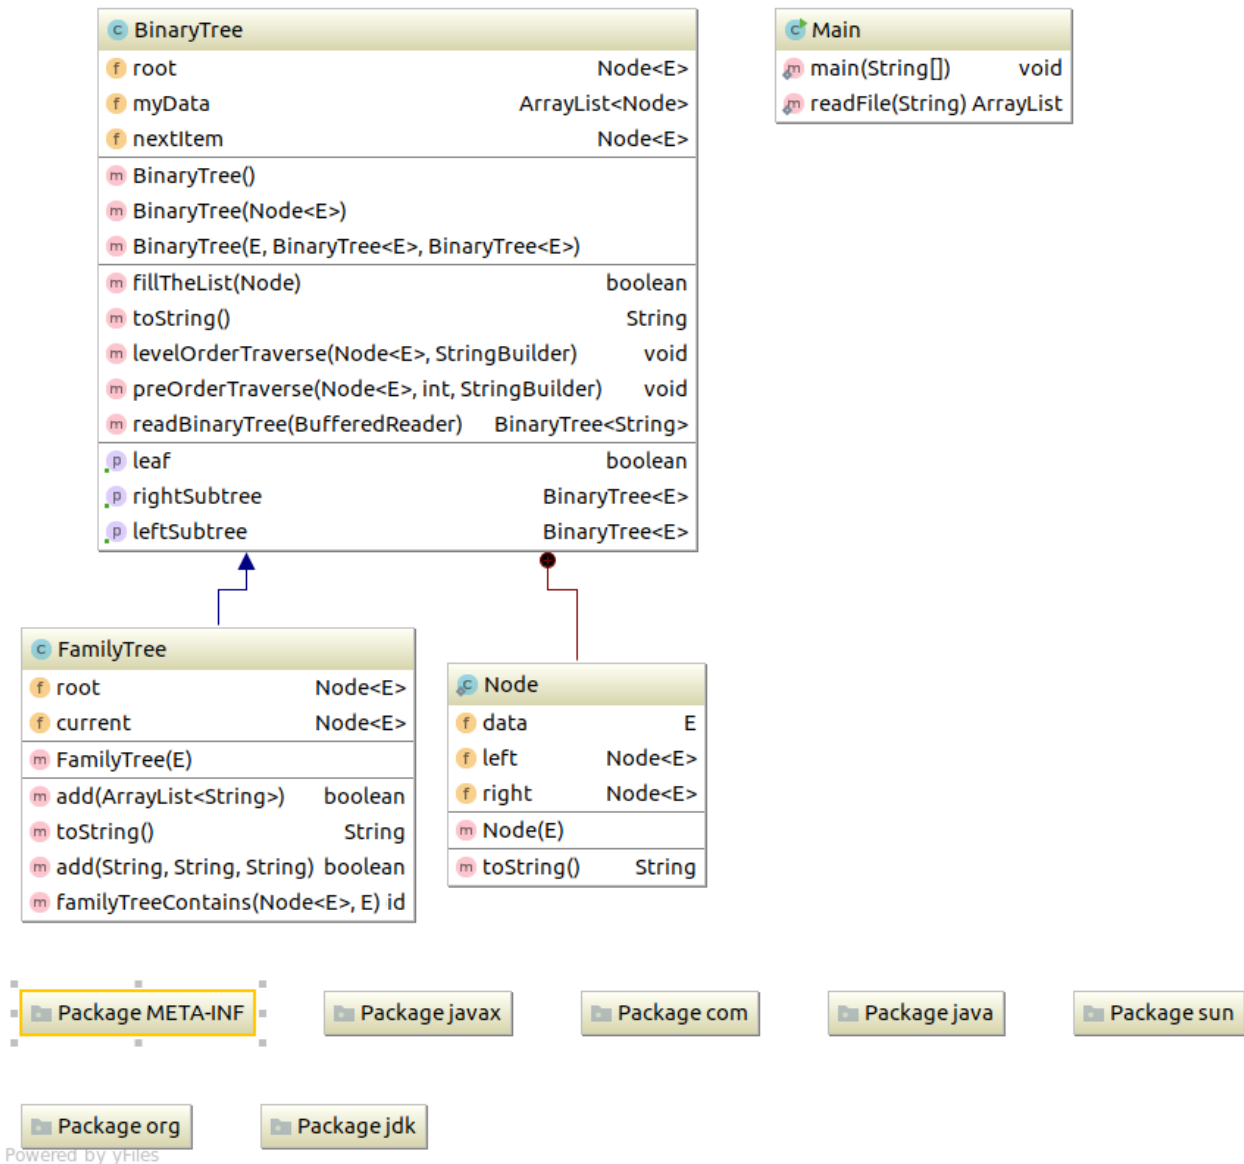 BinaryTree
root Node<E>
myData ArrayList<Node>
nextItem Node<E>
BinaryTree()
BinaryTree(Node<E>)
BinaryTree(E, BinaryTree<E>, BinaryTree<E>)
fillTheList(Node) boolean
toString() String
levelOrderTraverse(Node<E>, StringBuilder) void
preOrderTraverse(Node<E>, int, StringBuilder) void
readBinaryTree(BufferedReader) BinaryTree<String>
leaf boolean
rightSubtree BinaryTree<E>
leftSubtree BinaryTree<E>
Main
main(String[]) void
readFile(String) ArrayList
FamilyTree
root Node<E>
current Node<E>
FamilyTree(E)
add(ArrayList<String>) boolean
toString() String
add(String, String, String) boolean
familyTreeContains(Node<E>, E) id
Node
data E
left Node<E>
right Node<E>
Node(E)
toString() String
Package META-INF
Package javax
Package com
Package java
Package sun
Package org
Package jdk
Powered by yFiles